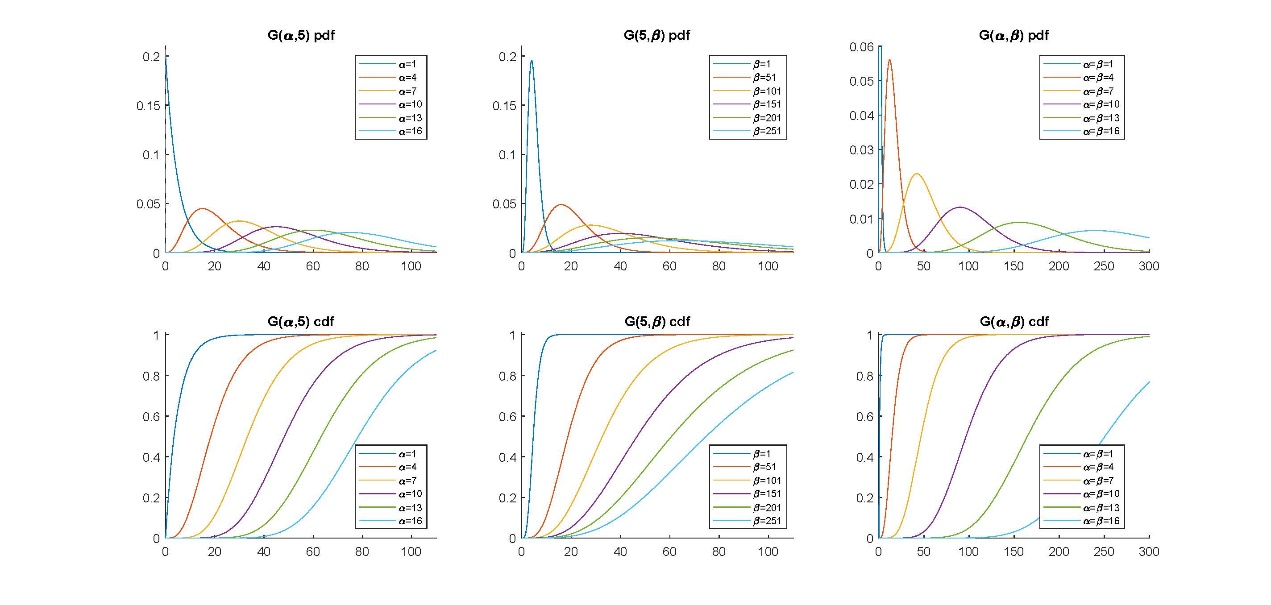 G(α,5) pdf
0.2
0.15
0.1
0.05
0
0 20 40 60 80 100
α=1
α=4
α=7
α=10
α=13
α=16
G(5,β) pdf
0.2
0.15
0.1
0.05
0
0 20 40 60 80 100
β=1
β=51
β=101
β=151
β=201
β=251
G(α,β) pdf
0.06
0.05
0.04
0.03
0.02
0.01
0
0 50 100 150 200 250 300
α=β=1
α=β=4
α=β=7
α=β=10
α=β=13
α=β=16
G(α,5) cdf
1
0.8
0.6
0.4
0.2
0
0 20 40 60 80 100
α=1
α=4
α=7
α=10
α=13
α=16
G(5,β) cdf
1
0.8
0.6
0.4
0.2
0
0 20 40 60 80 100
β=1
β=51
β=101
β=151
β=201
β=251
G(α,β) cdf
1
0.8
0.6
0.4
0.2
0
0 50 100 150 200 250 300
α=β=1
α=β=4
α=β=7
α=β=10
α=β=13
α=β=16